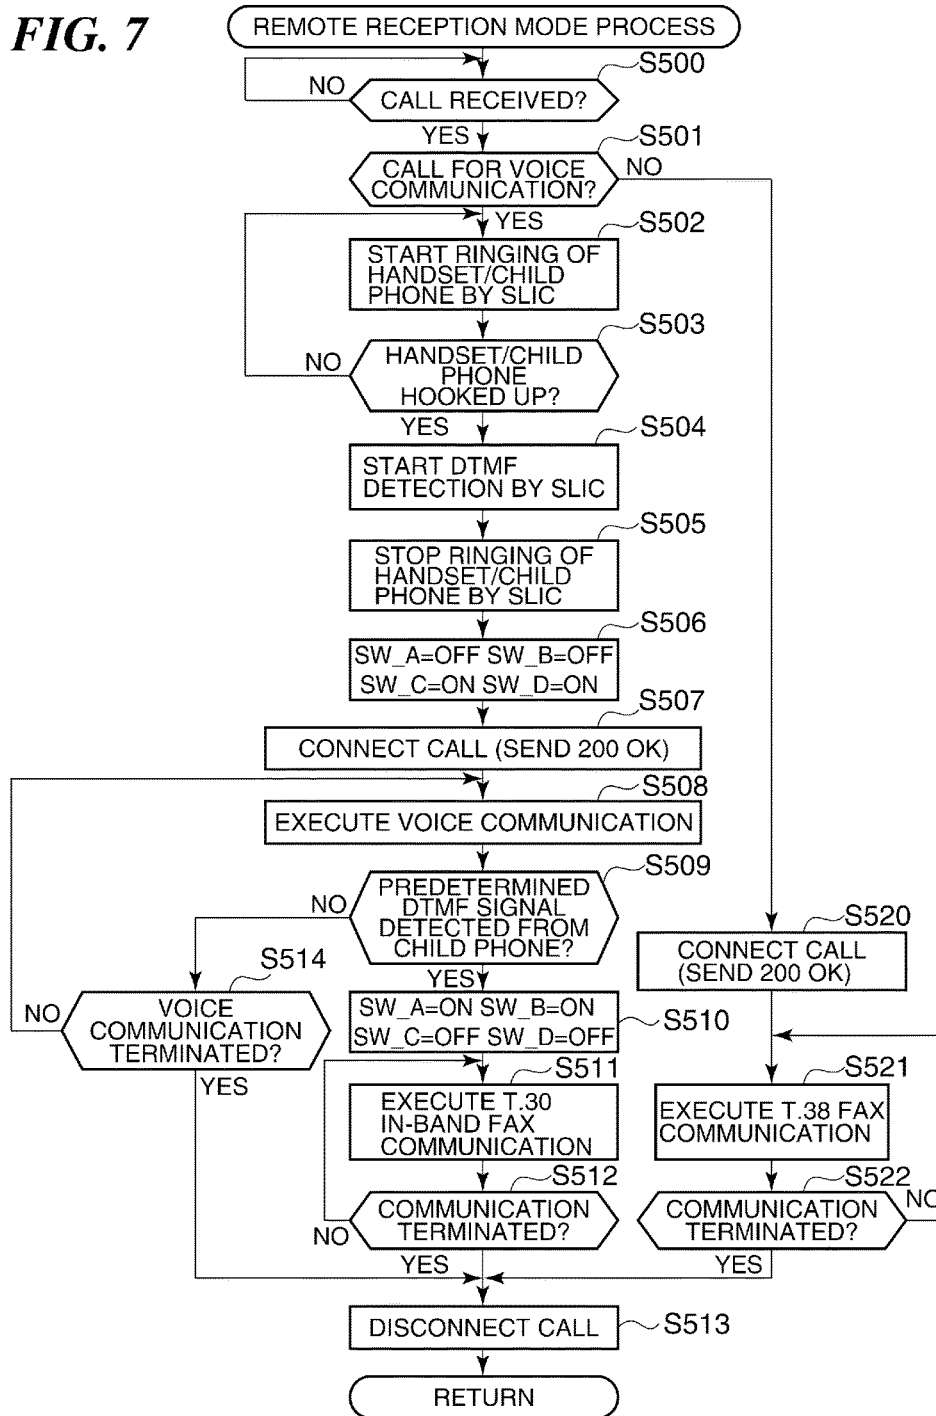 FIG. 7
REMOTE RECEPTION MODE PROCESS
S500
NO
CALL RECEIVED?
YES
S501
CALL FOR VOICE
COMMUNICATION?
NO
YES
S502
START RINGING OF
HANDSET/CHILD
PHONE BY SLIC
S503
NO
HANDSET/CHILD
PHONE
HOOKED UP?
YES
S504
START DTMF
DETECTION BY SLIC
S505
STOP RINGING OF
HANDSET/CHILD
PHONE BY SLIC
S506
SW_A=OFF SW_B=OFF
SW_C=ON SW_D=ON
S507
CONNECT CALL (SEND 200 OK)
S508
EXECUTE VOICE COMMUNICATION
S509
NO
PREDETERMINED
DTMF SIGNAL
DETECTED FROM
CHILD PHONE?
YES
S514
NO
VOICE
COMMUNICATION
TERMINATED?
YES
SW_A=ON SW_B=ON
SW_C=OFF SW_D=OFF
S510
S511
EXECUTE T.30
IN-BAND FAX
COMMUNICATION
S512
NO
COMMUNICATION
TERMINATED?
YES
S520
CONNECT CALL
(SEND 200 OK)
S521
EXECUTE T.38 FAX
COMMUNICATION
S522
NO
COMMUNICATION
TERMINATED?
YES
DISCONNECT CALL
S513
RETURN